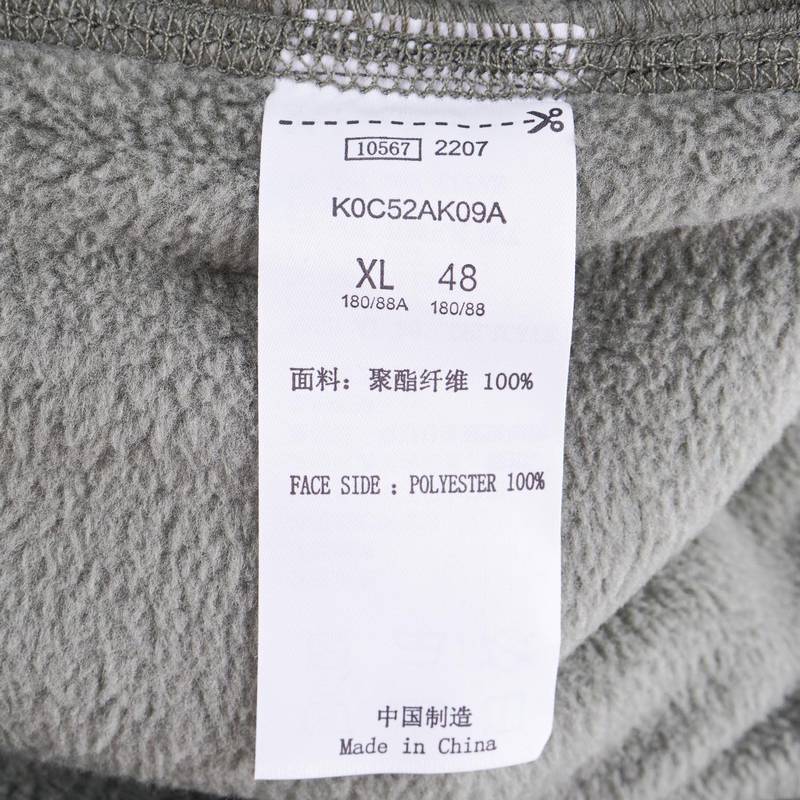 10567 2207
K0C52AK09A
XL 48
180/88A 180/88
面料：聚酯纤维 100%
FACE SIDE : POLYESTER 100%
中国制造
Made in China